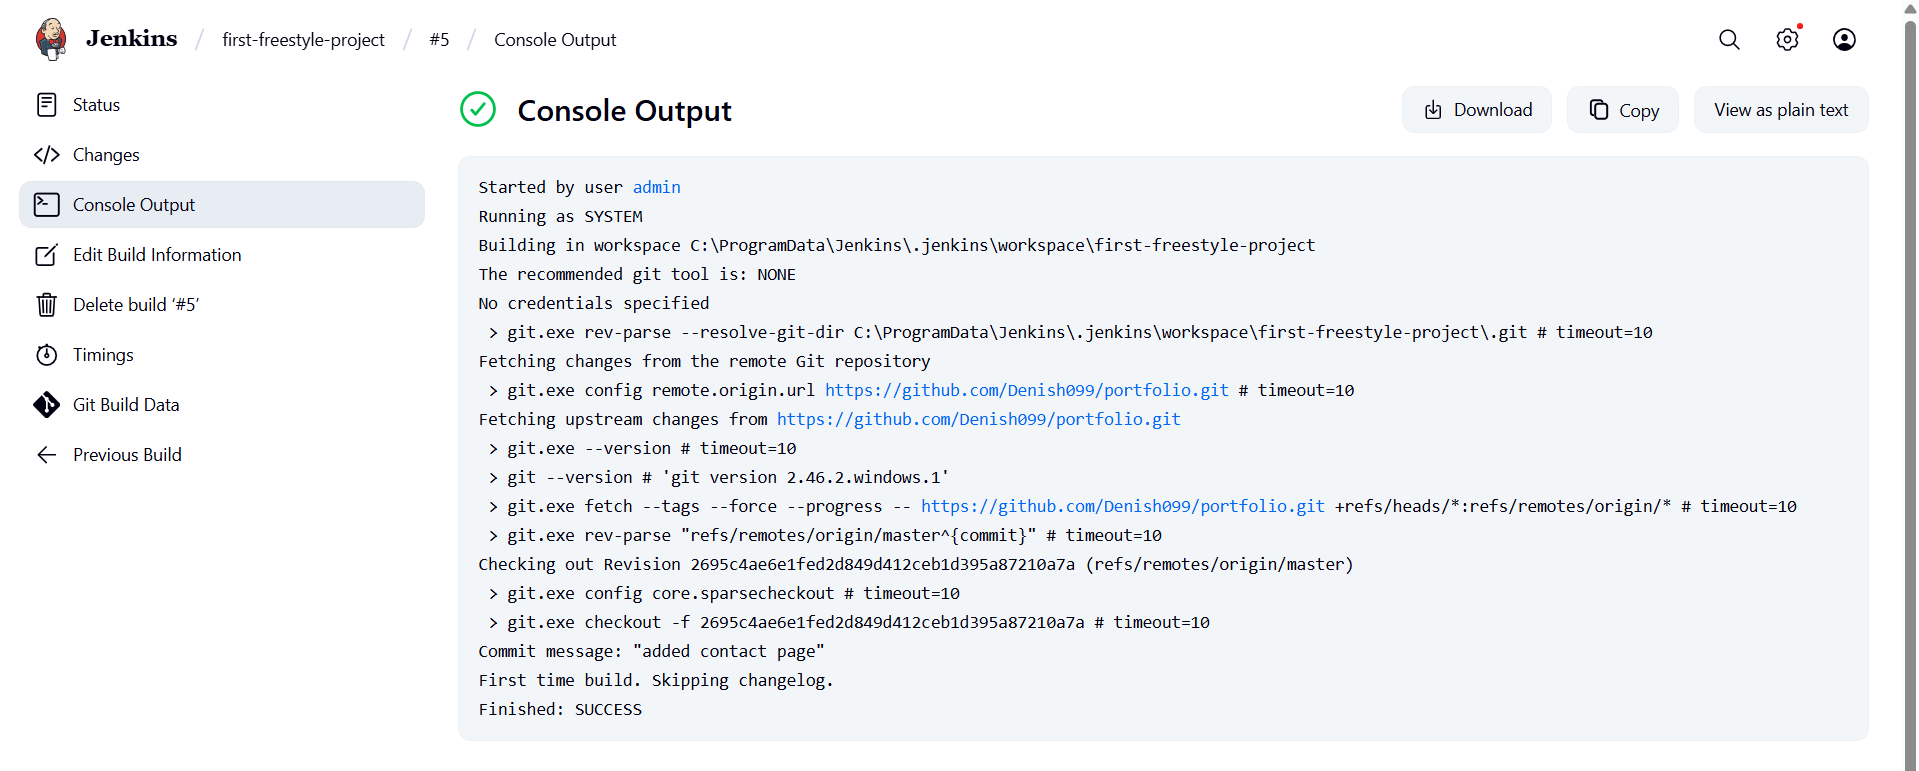 Jenkins / first-freestyle-project / #5 / Console Output
Status
Changes
Console Output
Edit Build Information
Delete build ‘#5’
Timings
Git Build Data
Previous Build
Console Output
Download
Copy
View as plain text
Started by user admin
Running as SYSTEM
Building in workspace C:\ProgramData\Jenkins\.jenkins\workspace\first-freestyle-project
The recommended git tool is: NONE
No credentials specified
 > git.exe rev-parse --resolve-git-dir C:\ProgramData\Jenkins\.jenkins\workspace\first-freestyle-project\.git # timeout=10
Fetching changes from the remote Git repository
 > git.exe config remote.origin.url https://github.com/Denish099/portfolio.git # timeout=10
Fetching upstream changes from https://github.com/Denish099/portfolio.git
 > git.exe --version # timeout=10
 > git --version # 'git version 2.46.2.windows.1'
 > git.exe fetch --tags --force --progress -- https://github.com/Denish099/portfolio.git +refs/heads/*:refs/remotes/origin/* # timeout=10
 > git.exe rev-parse "refs/remotes/origin/master^{commit}" # timeout=10
Checking out Revision 2695c4ae6e1fed2d849d412ceb1d395a87210a7a (refs/remotes/origin/master)
 > git.exe config core.sparsecheckout # timeout=10
 > git.exe checkout -f 2695c4ae6e1fed2d849d412ceb1d395a87210a7a # timeout=10
Commit message: "added contact page"
First time build. Skipping changelog.
Finished: SUCCESS